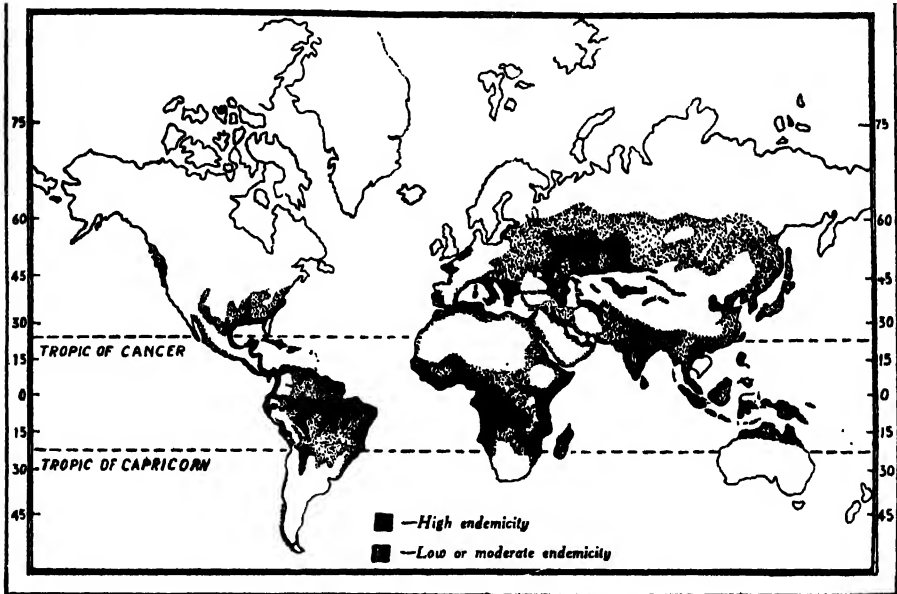 75 75
60 60
45 45
30 30
TROPIC OF CANCER
15 15
0 0
15 15
TROPIC OF CAPRICORN
30 30
45 45
—High endemicity
—Low or moderate endemicity